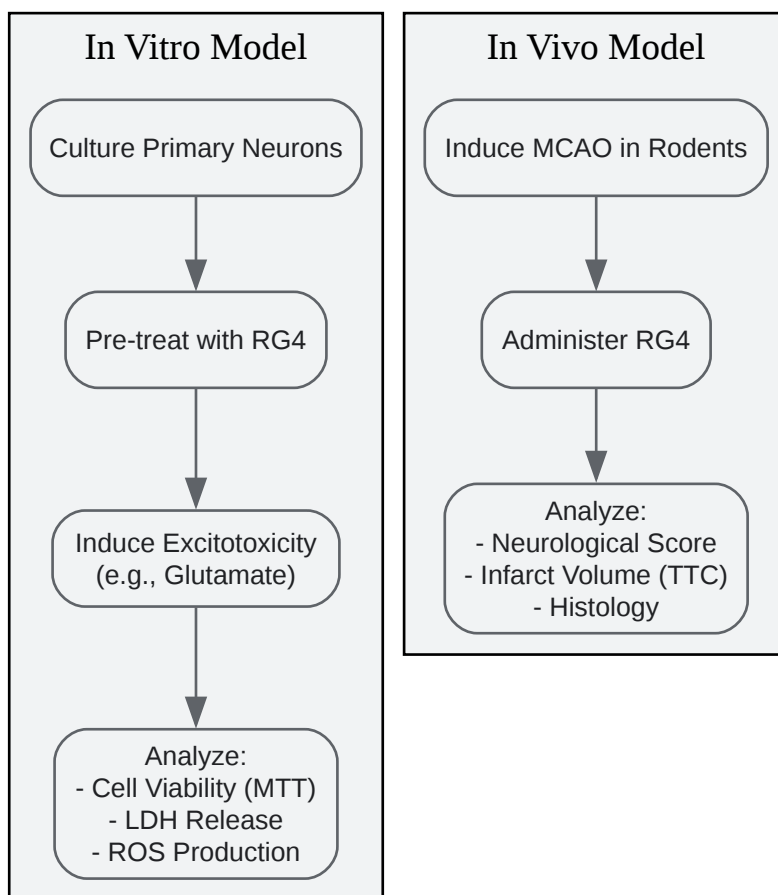 In Vitro Model
Culture Primary Neurons
Pre-treat with RG4
Induce Excitotoxicity
(e.g., Glutamate)
Analyze:
- Cell Viability (MTT)
- LDH Release
- ROS Production
In Vivo Model
Induce MCAO in Rodents
Administer RG4
Analyze:
- Neurological Score
- Infarct Volume (TTC)
- Histology